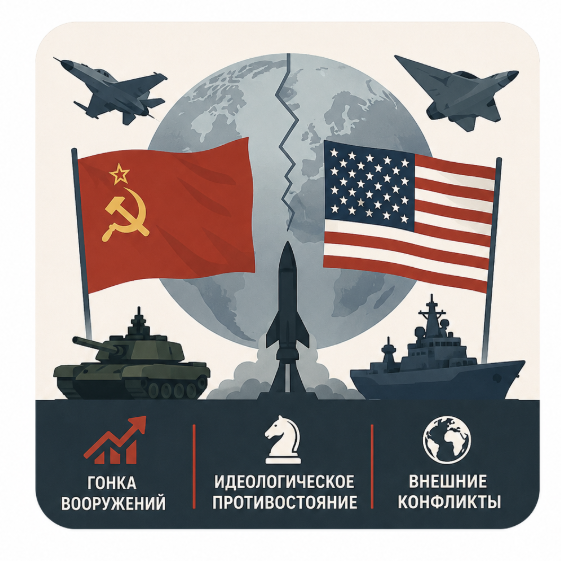 ГОНКА
ВООРУЖЕНИЙ
ИДЕОЛОГИЧЕСКОЕ
ПРОТИВОСТОЯНИЕ
ВНЕШНИЕ
КОНФЛИКТЫ